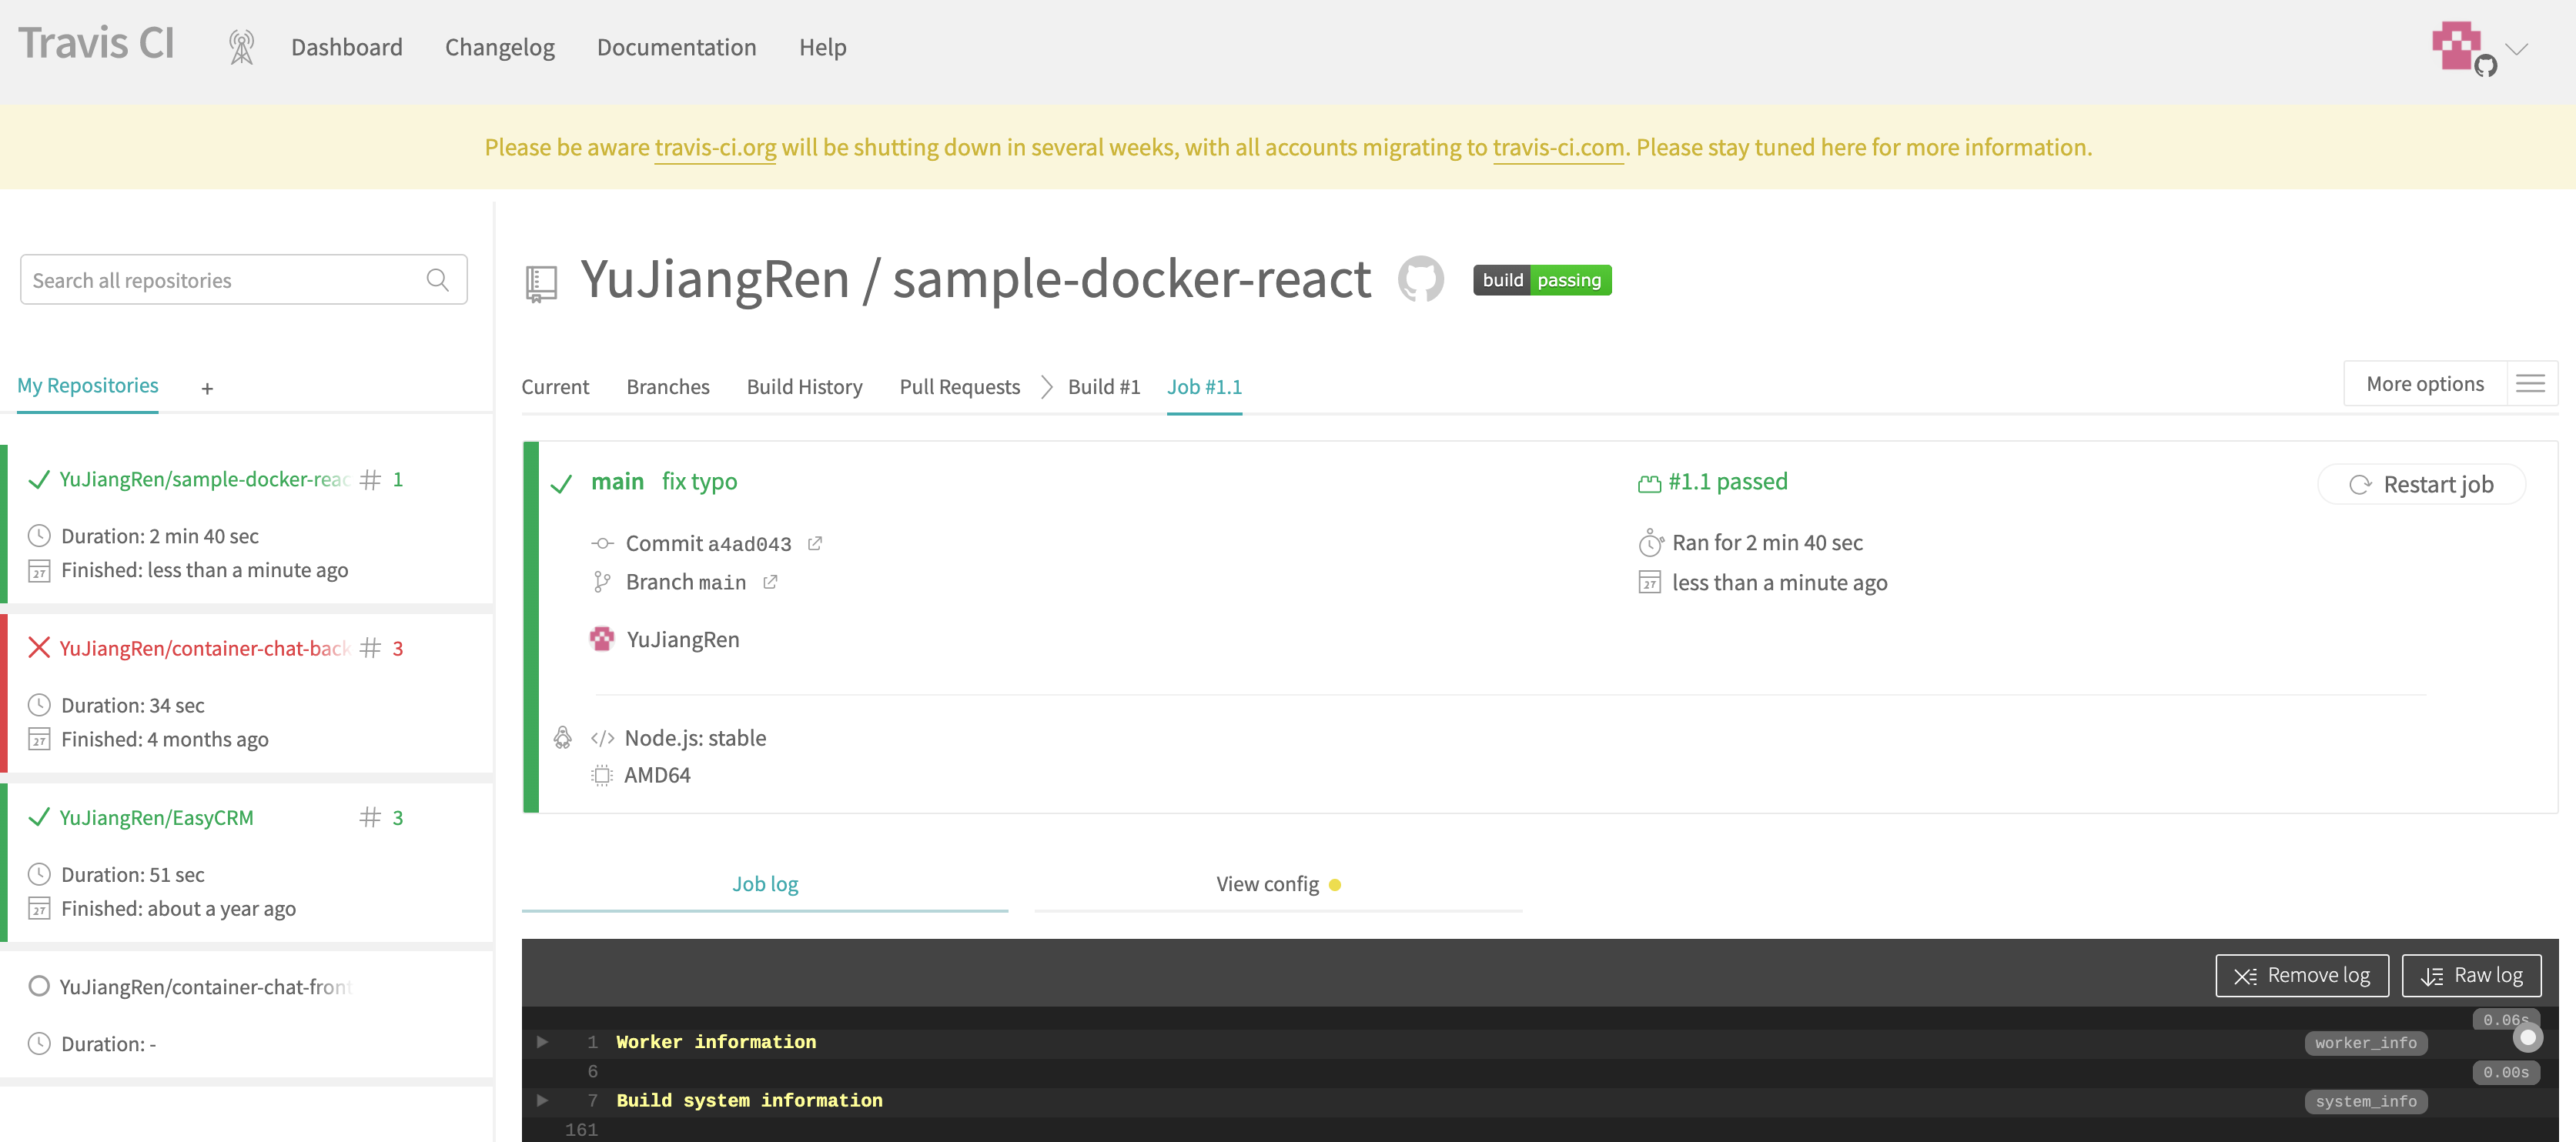 Travis CI
Dashboard
Changelog
Documentation
Help
Please be aware travis-ci.org will be shutting down in several weeks, with all accounts migrating to travis-ci.com. Please stay tuned here for more information.
Search all repositories
My Repositories +
YuJiangRen/sample-docker-reac # 1
Duration: 2 min 40 sec
Finished: less than a minute ago
YuJiangRen/container-chat-back # 3
Duration: 34 sec
Finished: 4 months ago
YuJiangRen/EasyCRM # 3
Duration: 51 sec
Finished: about a year ago
YuJiangRen/container-chat-front
Duration: -
YuJiangRen / sample-docker-react
build passing
Current
Branches
Build History
Pull Requests
Build #1
Job #1.1
More options
main fix typo
Commit a4ad043
Branch main
YuJiangRen
#1.1 passed
Ran for 2 min 40 sec
less than a minute ago
Restart job
Node.js: stable
AMD64
Job log
View config
Remove log
Raw log
0.06s
1 Worker information worker_info
6 0.00s
7 Build system information system_info
161